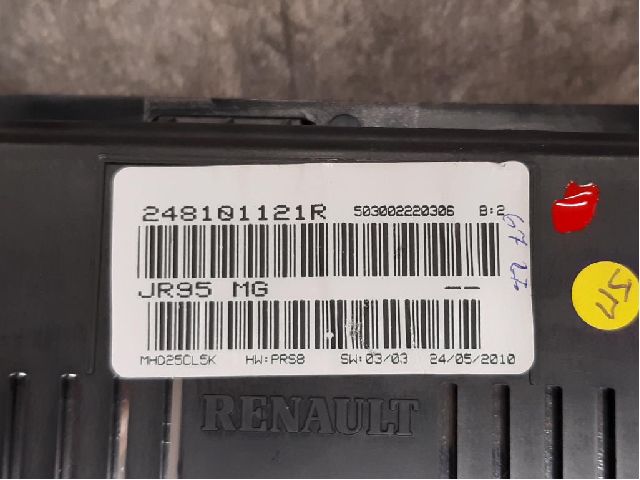 248101121R 503002220306 B:2
JR95 MG --
MHD25CL5K HW:PRS8 SW:03/03 24/05/2010
RENAULT